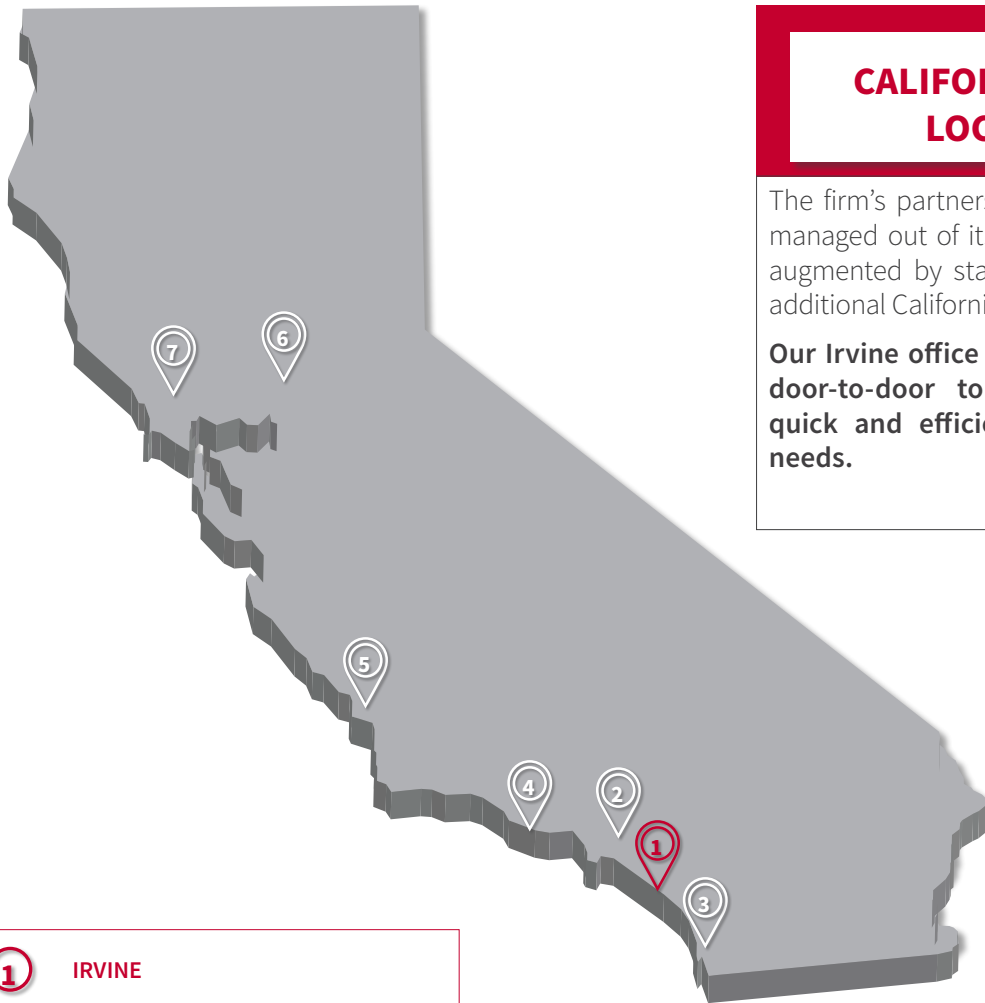 CALIFOR
LOC
The firm’s partners
managed out of it
augmented by sta
additional Californi
Our Irvine office
door-to-door to
quick and efficie
needs.
7
6
5
4
2
1
3
1 IRVINE